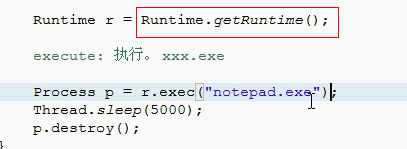 Runtime r = Runtime.getRuntime();
execute: 执行。xxx.exe
Process p = r.exec("notepad.exe");
Thread.sleep(5000);
p.destroy();
}